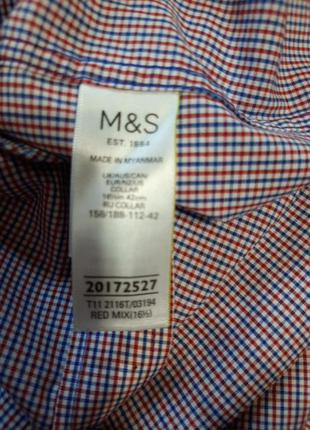 M&S
EST. 1884
MADE IN MYANMAR
UK/AUS/CAN/
EUR/NZ/US
COLLAR
16½in 42cm
RU COLLAR
158/188-112-42
20172527
T11 2116T/03194
RED MIX(16½)